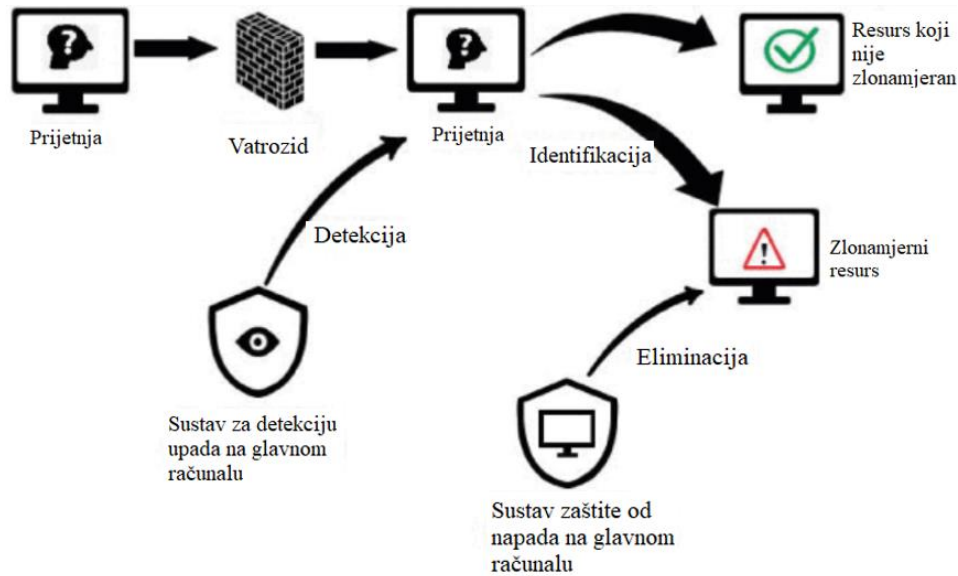 Prijetnja
Vatrozid
Prijetnja
Resurs koji
nije
zlonamjeran
Identifikacija
Detekcija
Zlonamjerni
resurs
Eliminacija
Sustav za detekciju
upada na glavnom
računalu
Sustav zaštite od
napada na glavnom
računalu